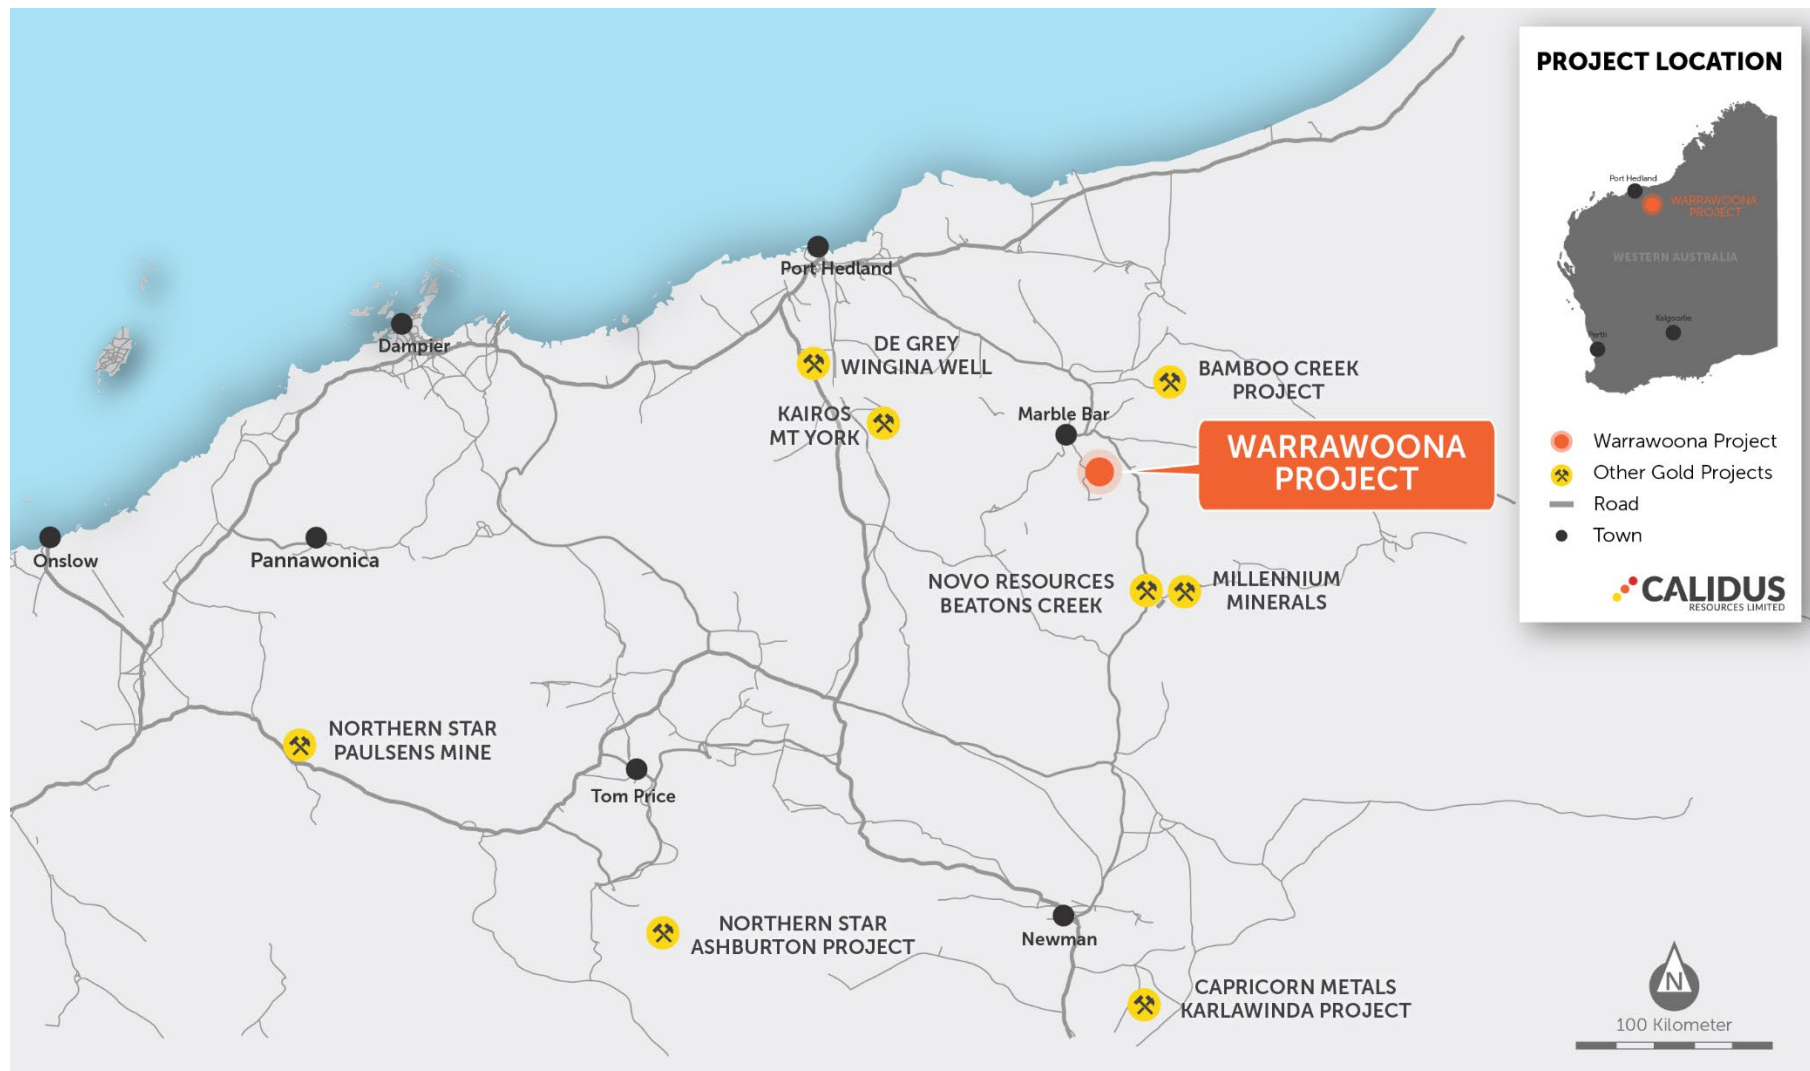 Port Hedland
Dampier
DE GREY
WINGINA WELL
BAMBOO CREEK
PROJECT
KAIROS
MT YORK
Marble Bar
WARRAWOONA
PROJECT
Onslow
Pannawonica
NOVO RESOURCES
BEATONS CREEK
MILLENNIUM
MINERALS
NORTHERN STAR
PAULSENS MINE
Tom Price
NORTHERN STAR
ASHBURTON PROJECT
Newman
CAPRICORN METALS
KARLAWINDA PROJECT
PROJECT LOCATION
Port Hedland
WARRAWOONA
PROJECT
WESTERN AUSTRALIA
Kalgoortie
Perth
Warrawoona Project
Other Gold Projects
Road
Town
CALIDUS
RESOURCES LIMITED
N
100 Kilometer